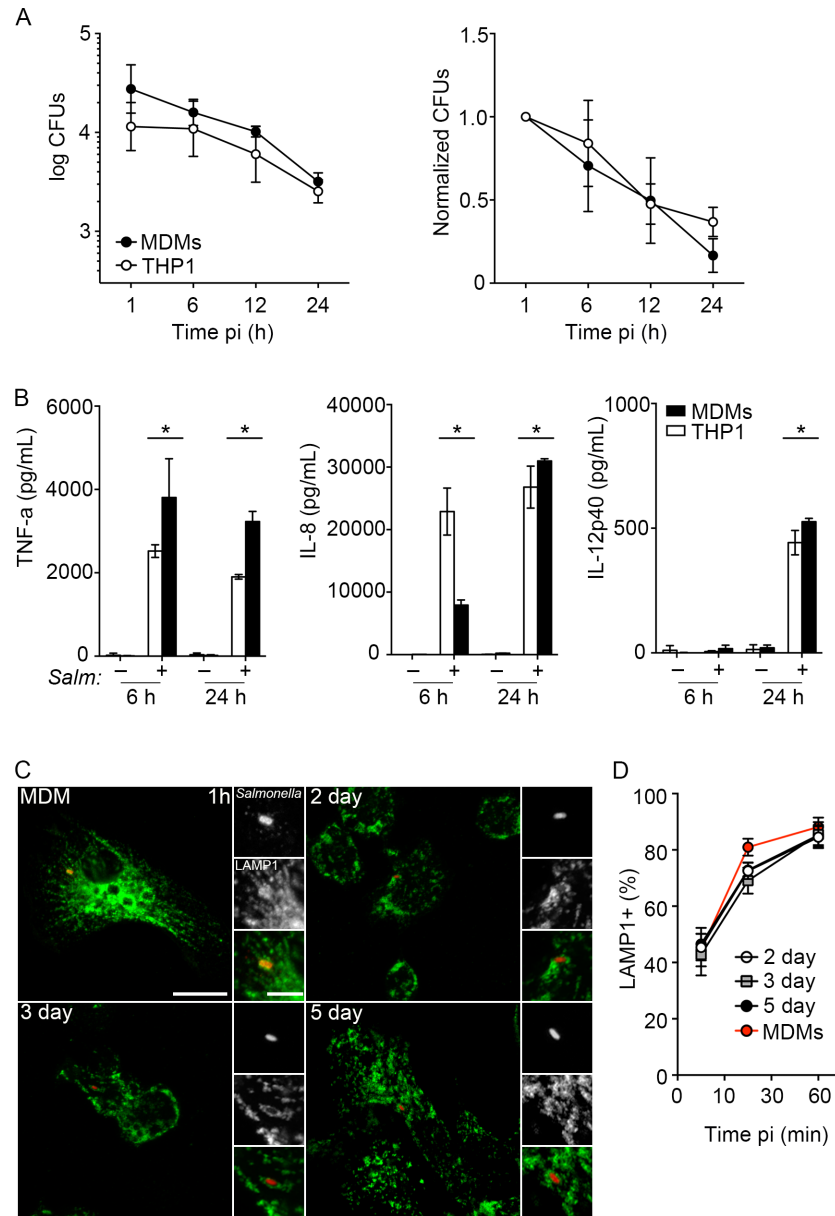 A
log CFUs
5
4
3
MDMs
THP1
1 6 12 24
Time pi (h)
Normalized CFUs
1.0
0.5
0
1 6 12 24
Time pi (h)
B
TNF-a (pg/mL)
6000
4000
2000
0
* *
Salm: – + – +
6 h 24 h
IL-8 (pg/mL)
40000
30000
20000
10000
0
* *
– + – +
6 h 24 h
IL-12p40 (pg/mL)
1000
500
0
MDMs
THP1
*
– + – +
6 h 24 h
C
MDM 1h
Salmonella
LAMP1
2 day
3 day
5 day
D
LAMP1+ (%)
100
80
60
40
20
0
2 day
3 day
5 day
MDMs
0 10 30 60
Time pi (min)